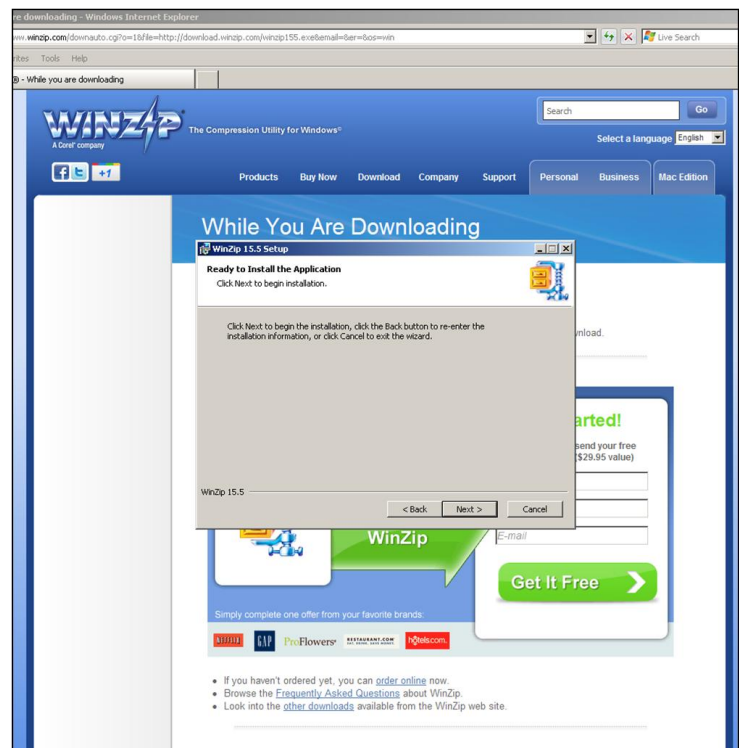 re downloading - Windows Internet Explorer
www.winzip.com/downauto.cgi?o=1&file=http://download.winzip.com/winzip155.exe&email=&er=&os=win
Live Search
rites Tools Help
® - While you are downloading
WINZIP
A Corel® company
The Compression Utility for Windows®
Search
Go
Select a language English
+1
Products Buy Now Download Company Support Personal Business Mac Edition
While You Are Downloading
WinZip 15.5 Setup
Ready to Install the Application
Click Next to begin installation.
Click Next to begin the installation, click the Back button to re-enter the
installation information, or click Cancel to exit the wizard.
WinZip 15.5
< Back Next > Cancel
wnload.
arted!
send your free
($29.95 value)
E-mail
WinZip
Get It Free
Simply complete one offer from your favorite brands:
NETFLIX GAP ProFlowers RESTAURANT.COM hotels.com
If you haven't ordered yet, you can order online now.
Browse the Frequently Asked Questions about WinZip.
Look into the other downloads available from the WinZip web site.